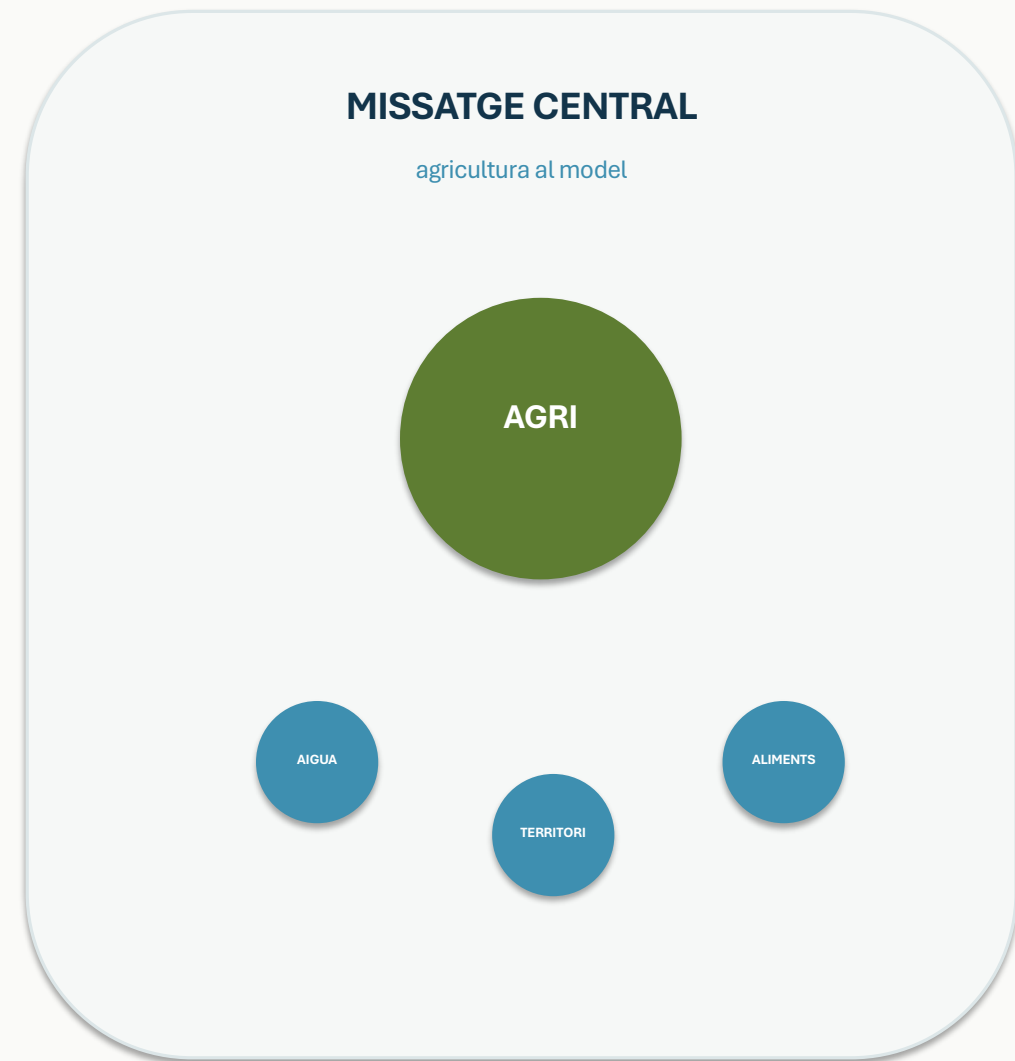 MISSATGE CENTRAL
agricultura al model
AGRI
AIGUA
ALIMENTS
TERRITORI